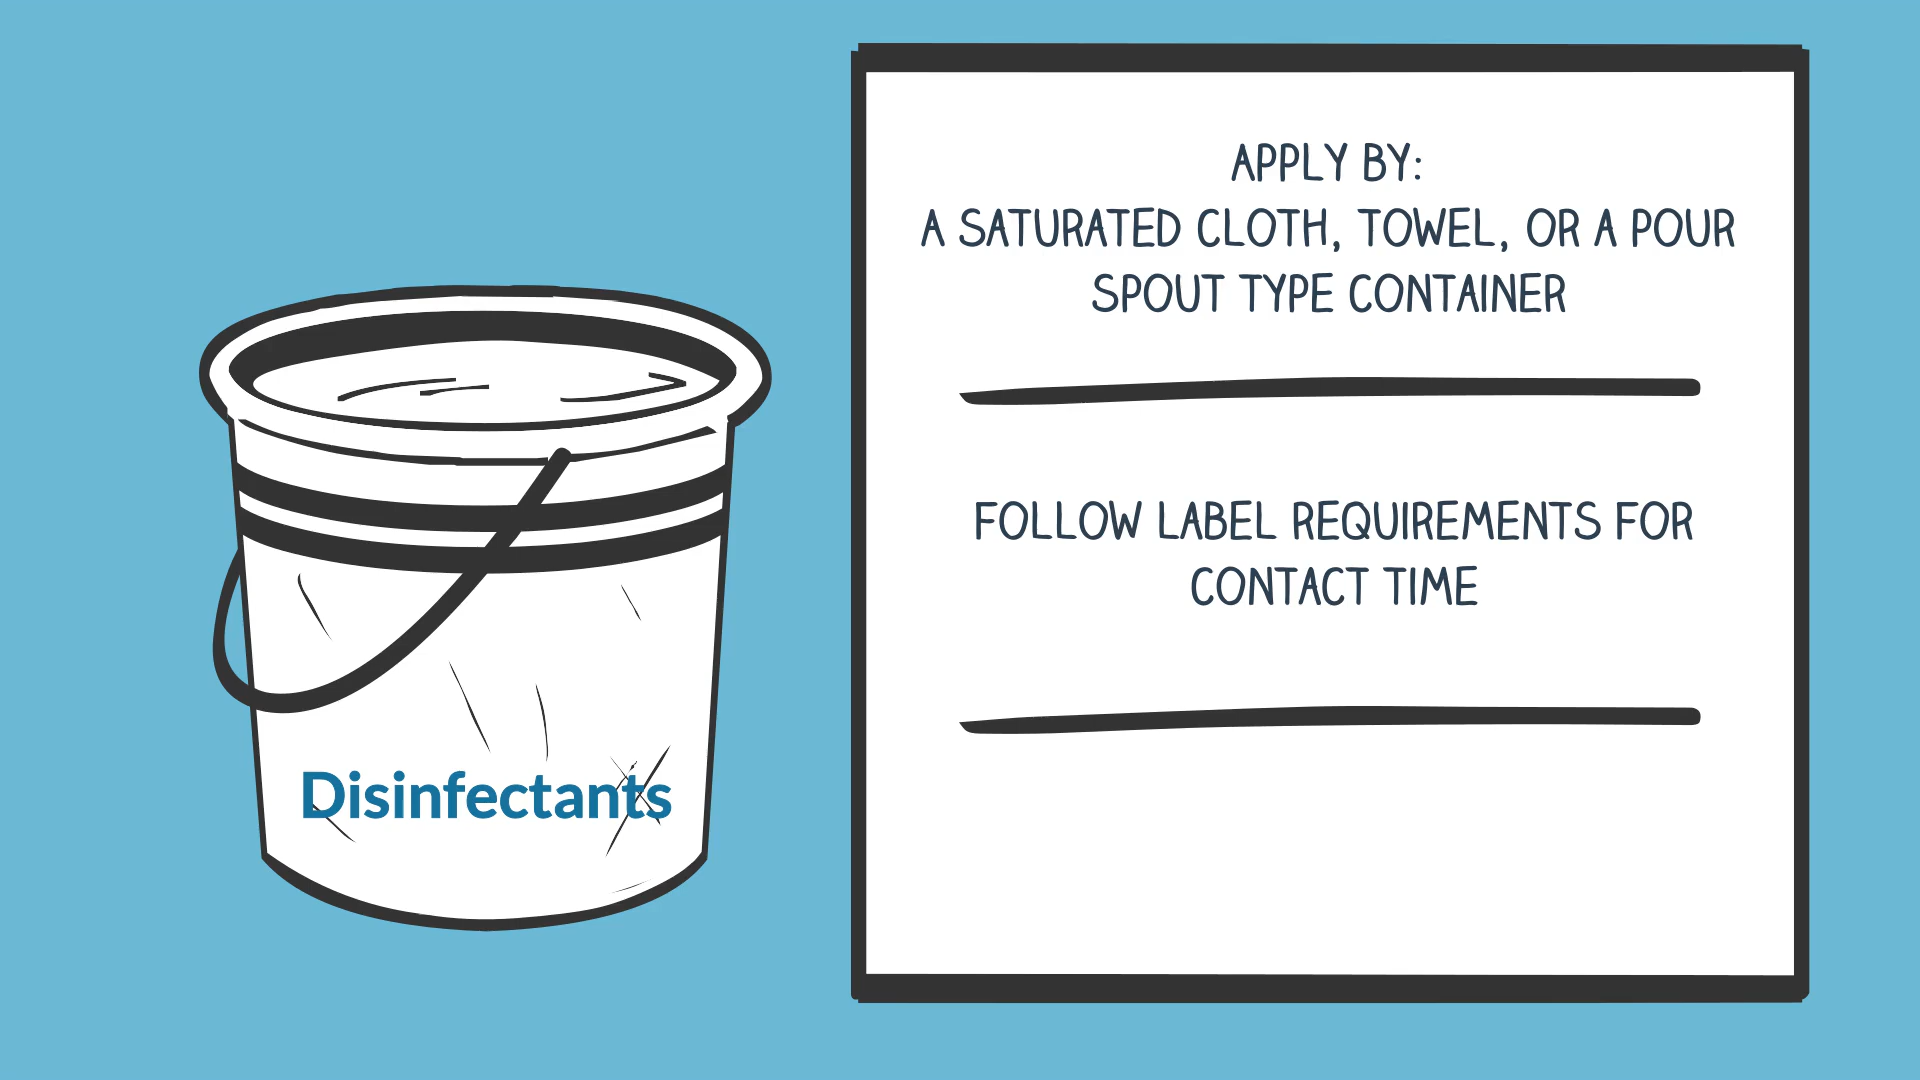 APPLY BY:
A SATURATED CLOTH, TOWEL, OR A POUR
SPOUT TYPE CONTAINER
FOLLOW LABEL REQUIREMENTS FOR
CONTACT TIME
Disinfectants